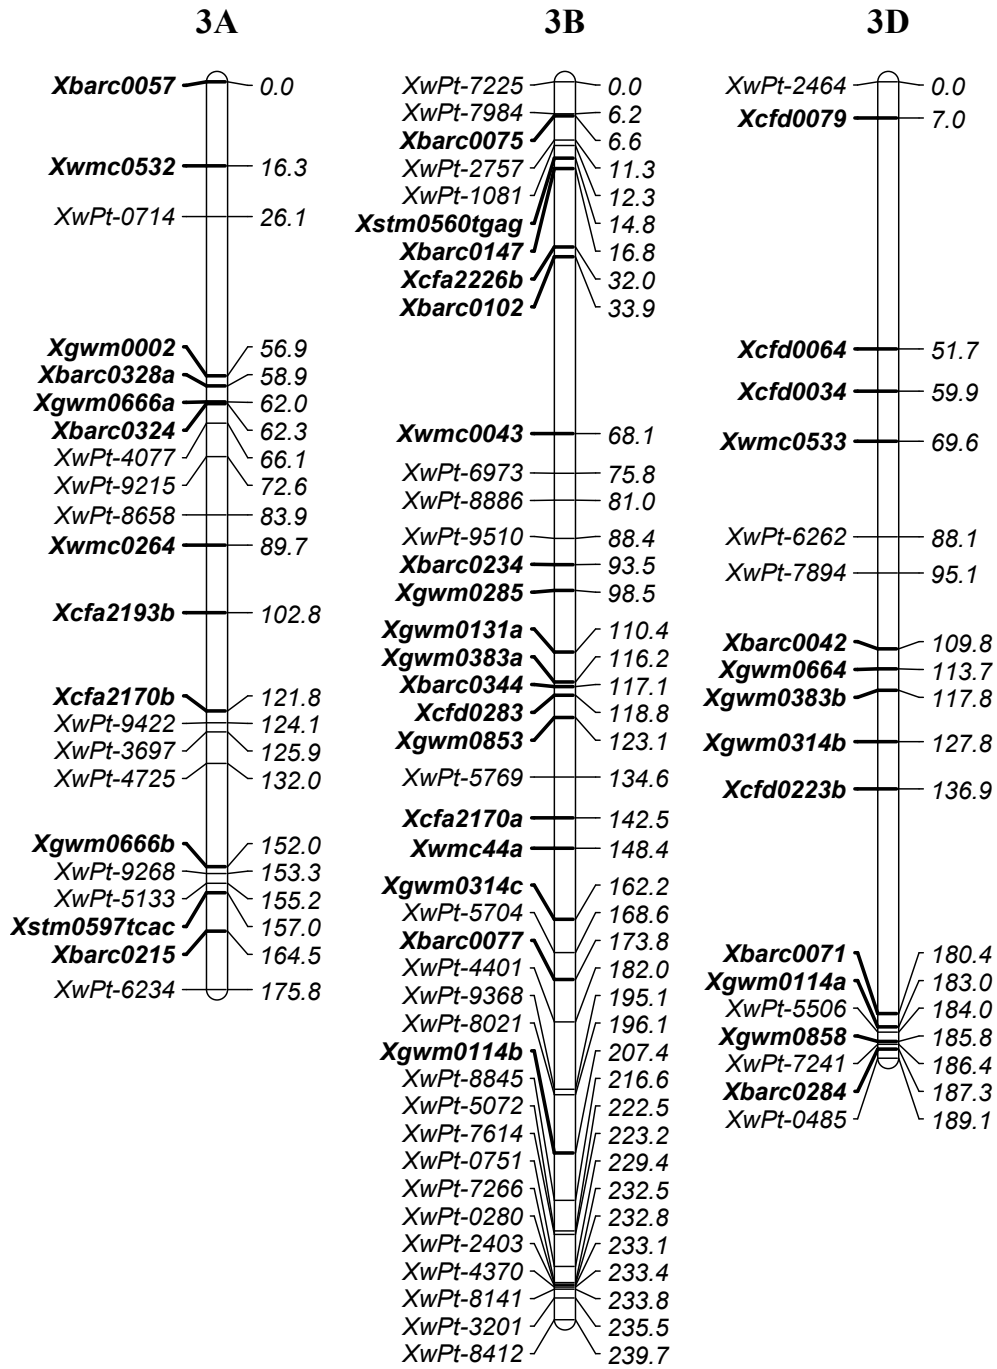 3A
Xbarc0057 0.0
Xwmc0532 16.3
XwPt-0714 26.1
Xgwm0002 56.9
Xbarc0328a 58.9
Xgwm0666a 62.0
Xbarc0324 62.3
XwPt-4077 66.1
XwPt-9215 72.6
XwPt-8658 83.9
Xwmc0264 89.7
Xcfa2193b 102.8
Xcfa2170b 121.8
XwPt-9422 124.1
XwPt-3697 125.9
XwPt-4725 132.0
Xgwm0666b 152.0
XwPt-9268 153.3
XwPt-5133 155.2
Xstm0597tcac 157.0
Xbarc0215 164.5
XwPt-6234 175.8
3B
XwPt-7225 0.0
XwPt-7984 6.2
Xbarc0075 6.6
XwPt-2757 11.3
XwPt-1081 12.3
Xstm0560tgag 14.8
Xbarc0147 16.8
Xcfa2226b 32.0
Xbarc0102 33.9
Xwmc0043 68.1
XwPt-6973 75.8
XwPt-8886 81.0
XwPt-9510 88.4
Xbarc0234 93.5
Xgwm0285 98.5
Xgwm0131a 110.4
Xgwm0383a 116.2
Xbarc0344 117.1
Xcfd0283 118.8
Xgwm0853 123.1
XwPt-5769 134.6
Xcfa2170a 142.5
Xwmc44a 148.4
Xgwm0314c 162.2
XwPt-5704 168.6
Xbarc0077 173.8
XwPt-4401 182.0
XwPt-9368 195.1
XwPt-8021 196.1
Xgwm0114b 207.4
XwPt-8845 216.6
XwPt-5072 222.5
XwPt-7614 223.2
XwPt-0751 229.4
XwPt-7266 232.5
XwPt-0280 232.8
XwPt-2403 233.1
XwPt-4370 233.4
XwPt-8141 233.8
XwPt-3201 235.5
XwPt-8412 239.7
3D
XwPt-2464 0.0
Xcfd0079 7.0
Xcfd0064 51.7
Xcfd0034 59.9
Xwmc0533 69.6
XwPt-6262 88.1
XwPt-7894 95.1
Xbarc0042 109.8
Xgwm0664 113.7
Xgwm0383b 117.8
Xgwm0314b 127.8
Xcfd0223b 136.9
Xbarc0071 180.4
Xgwm0114a 183.0
XwPt-5506 184.0
Xgwm0858 185.8
XwPt-7241 186.4
Xbarc0284 187.3
XwPt-0485 189.1